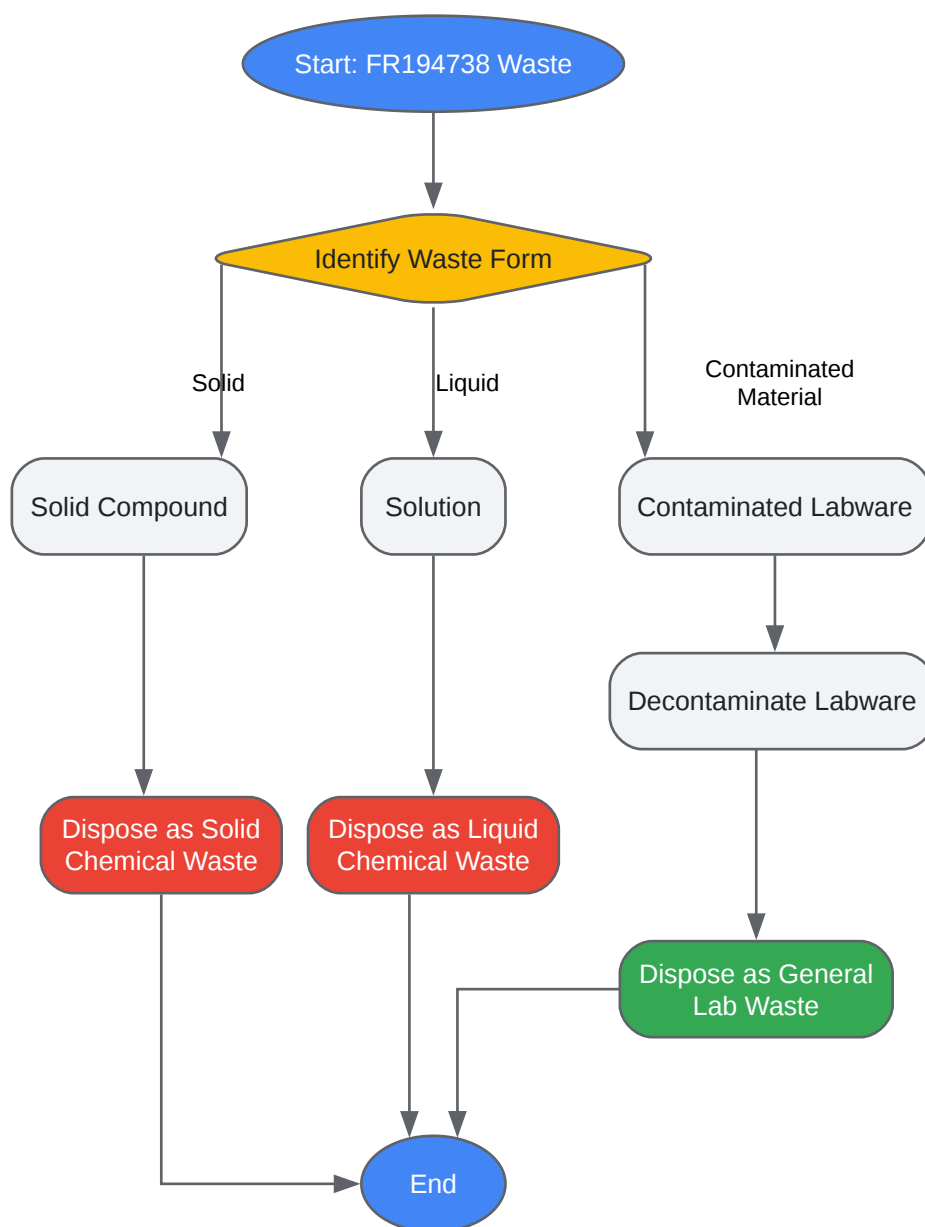 Start: FR194738 Waste
Identify Waste Form
Solid
Liquid
Contaminated
Material
Solid Compound
Solution
Contaminated Labware
Decontaminate Labware
Dispose as Solid
Chemical Waste
Dispose as Liquid
Chemical Waste
Dispose as General
Lab Waste
End